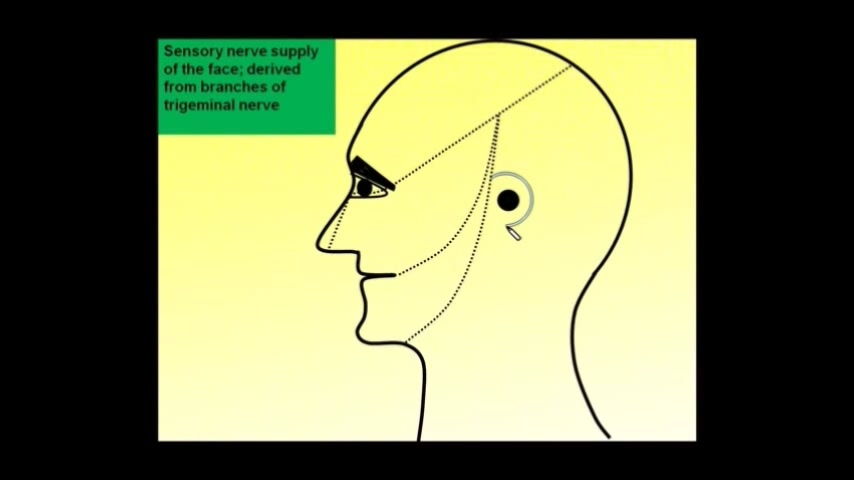 Sensory nerve supply
of the face; derived
from branches of
trigeminal nerve